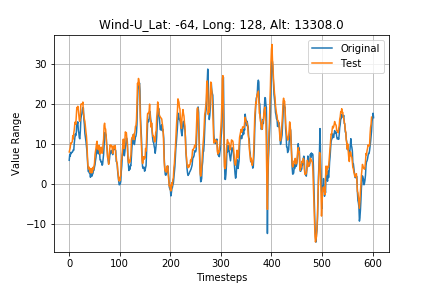 Wind-U_Lat: -64, Long: 128, Alt: 13308.0
Original
Test
Value Range
30
20
10
0
−10
0 100 200 300 400 500 600
Timesteps